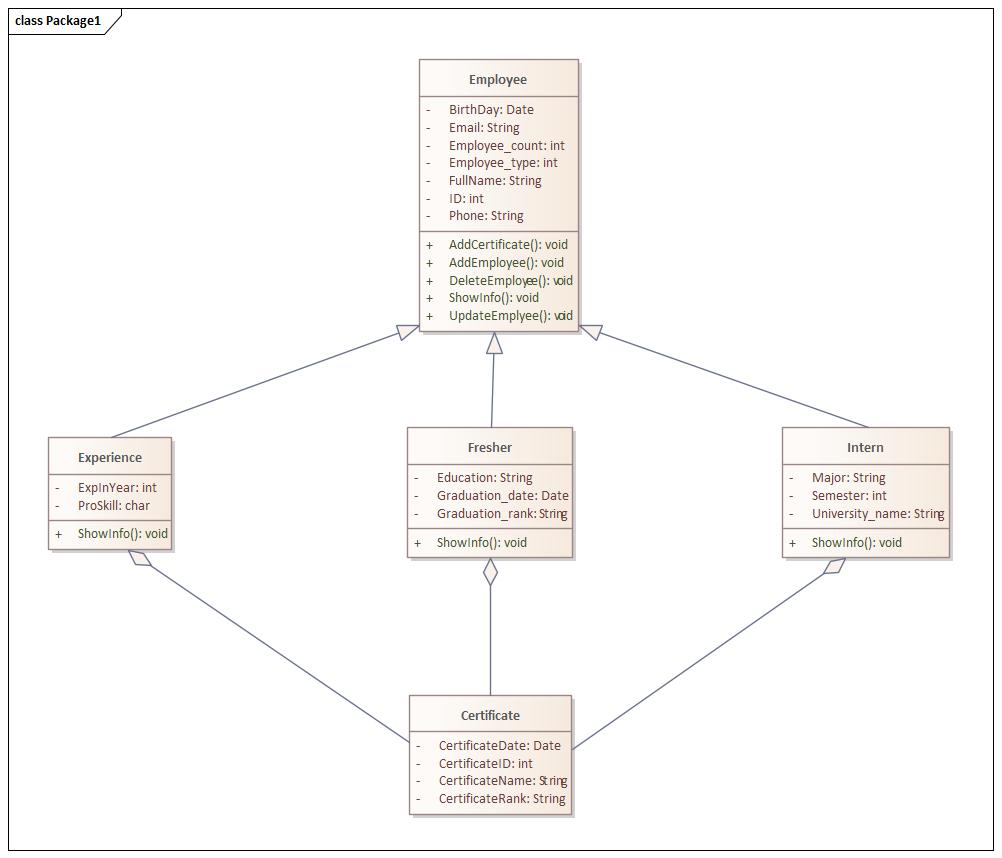 class Package1
Employee
- BirthDay: Date
- Email: String
- Employee_count: int
- Employee_type: int
- FullName: String
- ID: int
- Phone: String
+ AddCertificate(): void
+ AddEmployee(): void
+ DeleteEmployee(): void
+ ShowInfo(): void
+ UpdateEmplyee(): void
Experience
- ExpInYear: int
- ProSkill: char
+ ShowInfo(): void
Fresher
- Education: String
- Graduation_date: Date
- Graduation_rank: String
+ ShowInfo(): void
Intern
- Major: String
- Semester: int
- University_name: String
+ ShowInfo(): void
Certificate
- CertificateDate: Date
- CertificateID: int
- CertificateName: String
- CertificateRank: String